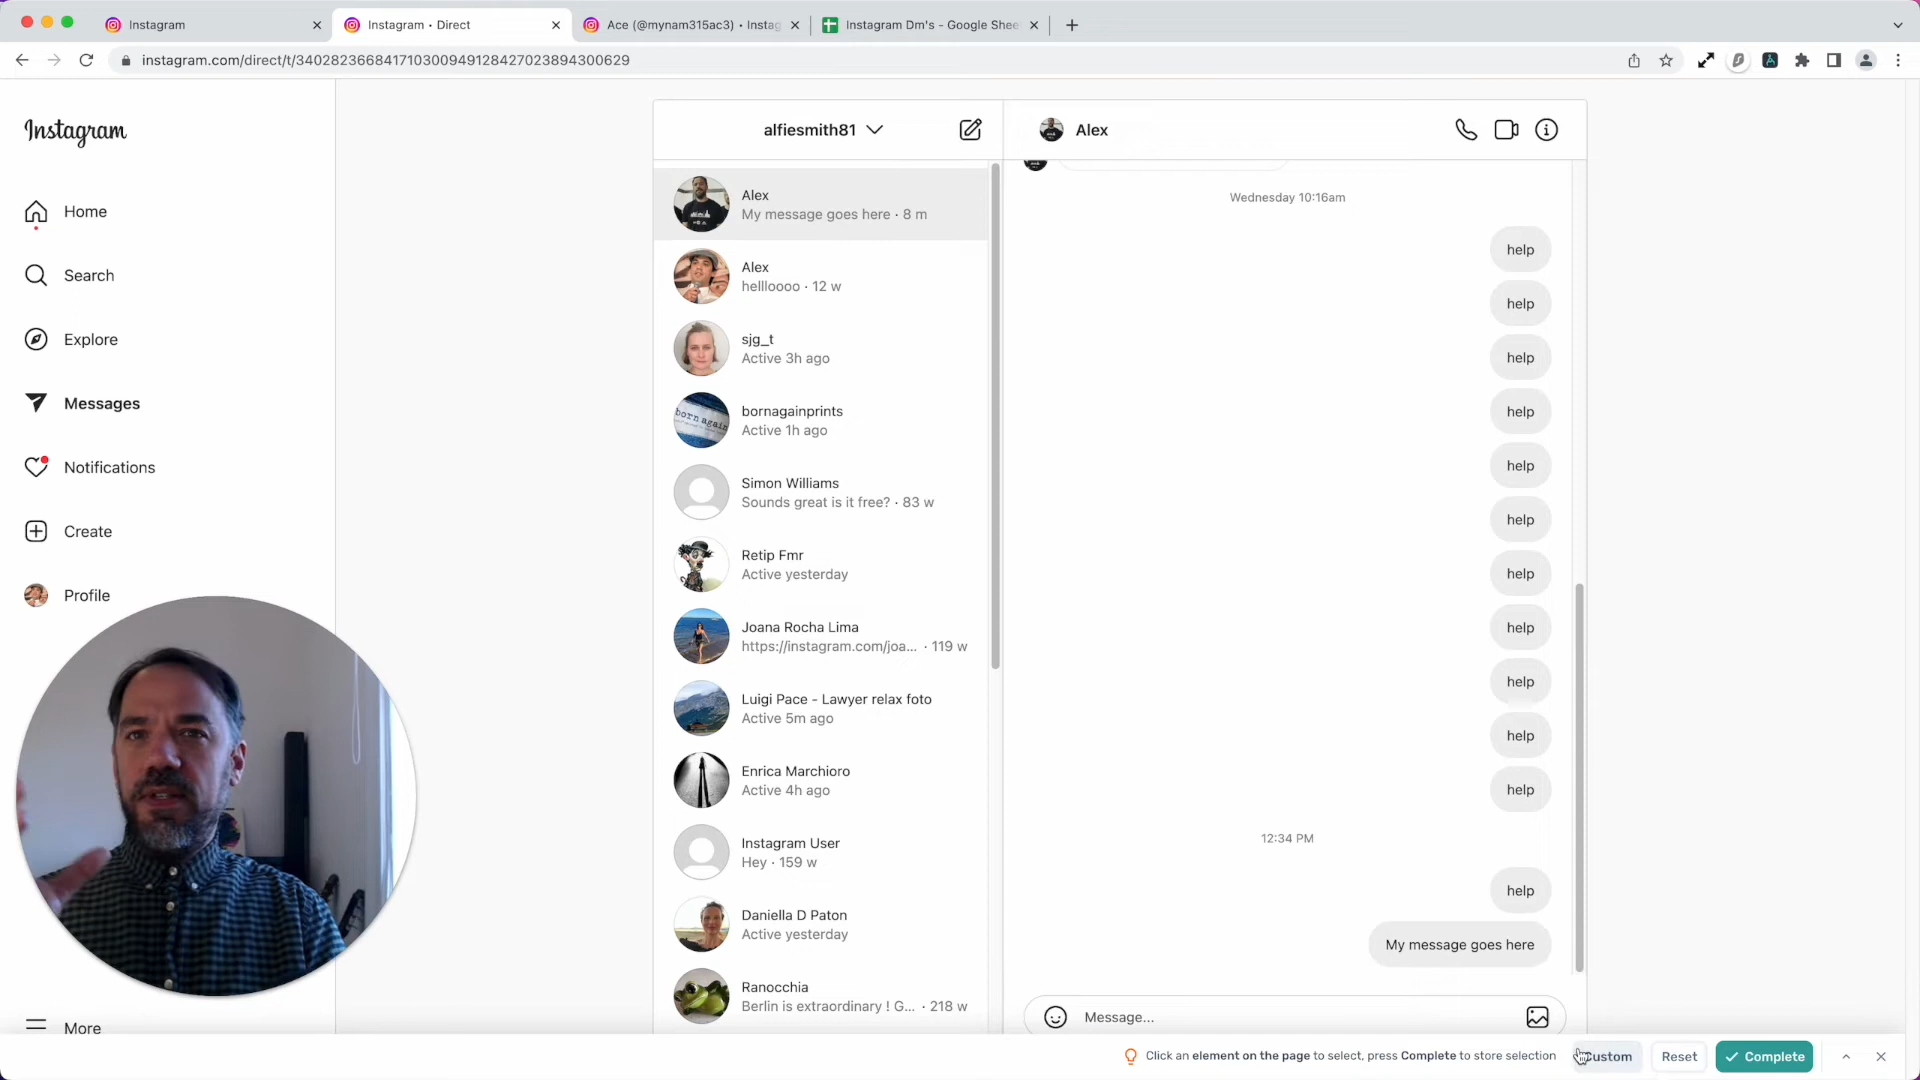 Instagram
Instagram • Direct
Ace (@mynam315ac3) • Instag
Instagram Dm's - Google Shee
instagram.com/direct/t/340282366841710300949128427023894300629
Instagram
Home
Search
Explore
Messages
Notifications
Create
Profile
More
alfiesmith81
Alex
My message goes here · 8 m
Alex
hellloooo · 12 w
sjg_t
Active 3h ago
bornagainprints
Active 1h ago
born again
Simon Williams
Sounds great is it free? · 83 w
Retip Fmr
Active yesterday
Joana Rocha Lima
https://instagram.com/joa... · 119 w
Luigi Pace - Lawyer relax foto
Active 5m ago
Enrica Marchioro
Active 4h ago
Instagram User
Hey · 159 w
Daniella D Paton
Active yesterday
Ranocchia
Berlin is extraordinary ! G... · 218 w
Alex
Wednesday 10:16am
help
help
help
help
help
help
help
help
help
help
help
12:34 PM
help
My message goes here
Message...
Click an element on the page to select, press Complete to store selection
Custom
Reset
Complete